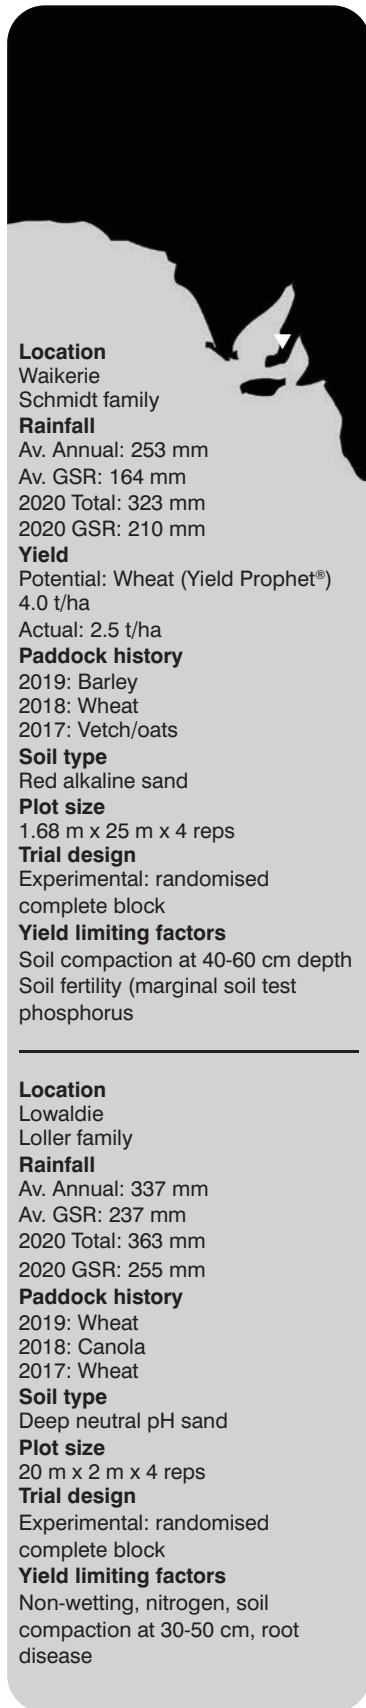 Location
Waikerie
Schmidt family
Rainfall
Av. Annual: 253 mm
Av. GSR: 164 mm
2020 Total: 323 mm
2020 GSR: 210 mm
Yield
Potential: Wheat (Yield Prophet®)
4.0 t/ha
Actual: 2.5 t/ha
Paddock history
2019: Barley
2018: Wheat
2017: Vetch/oats
Soil type
Red alkaline sand
Plot size
1.68 m x 25 m x 4 reps
Trial design
Experimental: randomised
complete block
Yield limiting factors
Soil compaction at 40-60 cm depth
Soil fertility (marginal soil test
phosphorus
Location
Lowaldie
Loller family
Rainfall
Av. Annual: 337 mm
Av. GSR: 237 mm
2020 Total: 363 mm
2020 GSR: 255 mm
Paddock history
2019: Wheat
2018: Canola
2017: Wheat
Soil type
Deep neutral pH sand
Plot size
20 m x 2 m x 4 reps
Trial design
Experimental: randomised
complete block
Yield limiting factors
Non-wetting, nitrogen, soil
compaction at 30-50 cm, root
disease